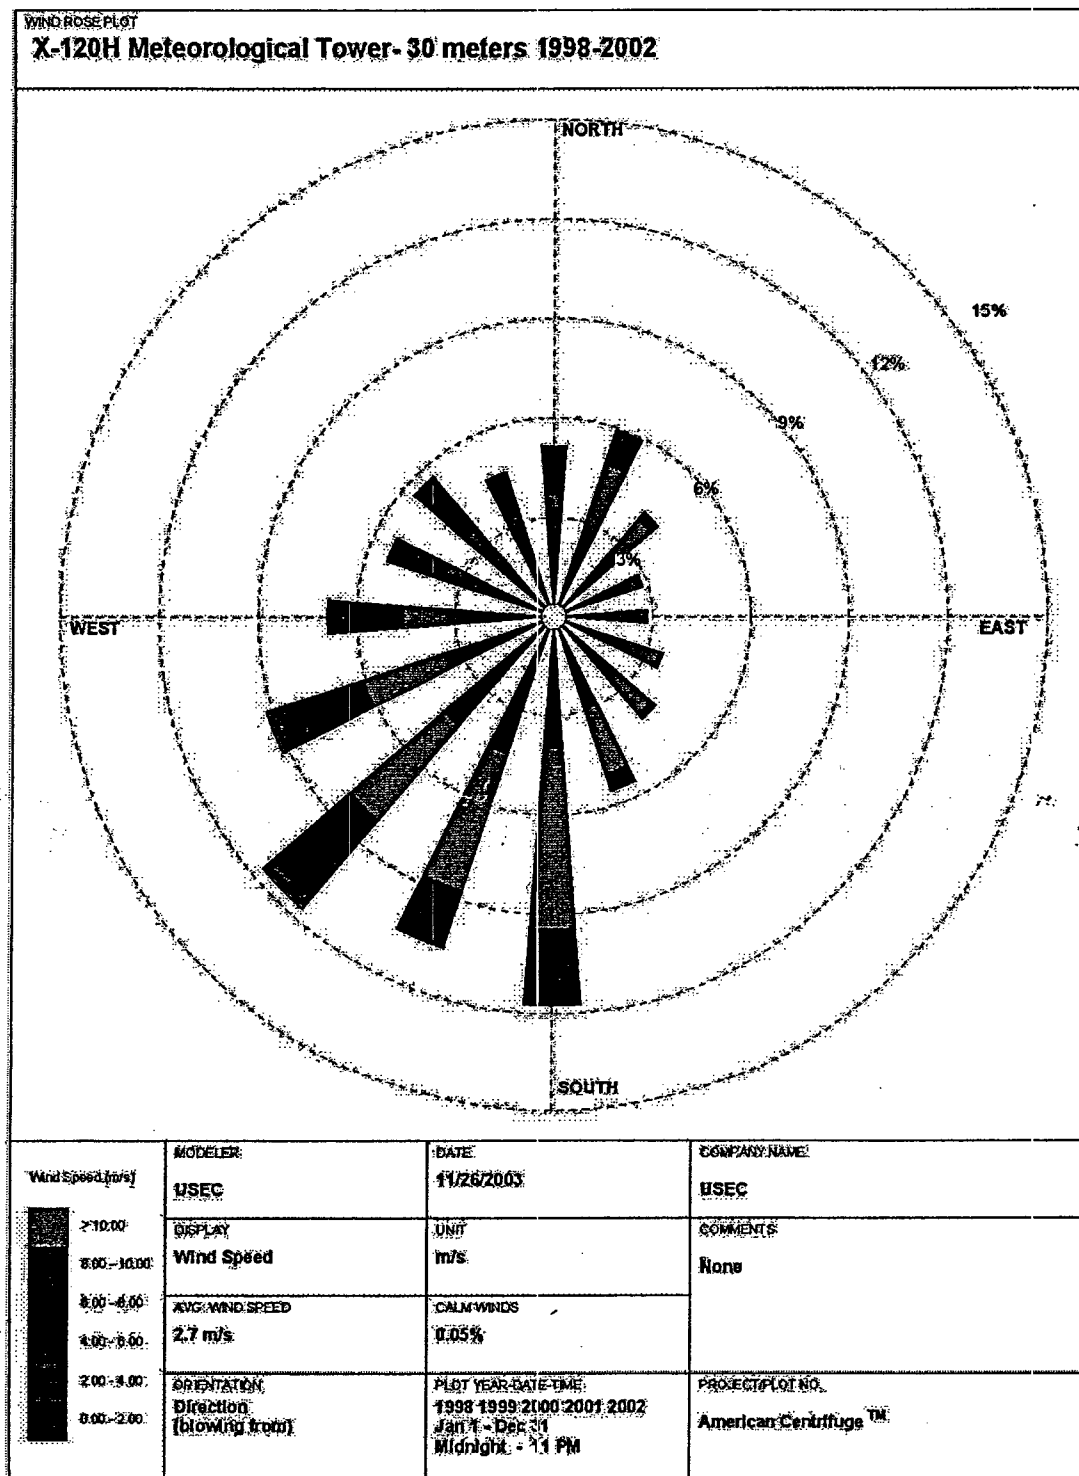 WIND ROSE PLOT
X-120H Meteorological Tower- 30 meters 1998-2002
NORTH
15%
12%
9%
6%
3%
WEST
EAST
SOUTH
Wind Speed (m/s)
> 10.00
8.00 - 10.00
6.00 - 8.00
4.00 - 6.00
2.00 - 4.00
0.00 - 2.00
MODELER
USEC
DATE
11/26/2003
COMPANY NAME
USEC
DISPLAY
Wind Speed
UNIT
m/s
COMMENTS
None
AVG. WIND SPEED
2.7 m/s
CALM WINDS
0.05%
ORIENTATION
Direction
(blowing from)
PLOT YEAR-DATE-TIME
1998 1999 2000 2001 2002
Jan 1 - Dec 31
Midnight - 11 PM
PROJECT/PLOT NO.
American Centrifuge ™